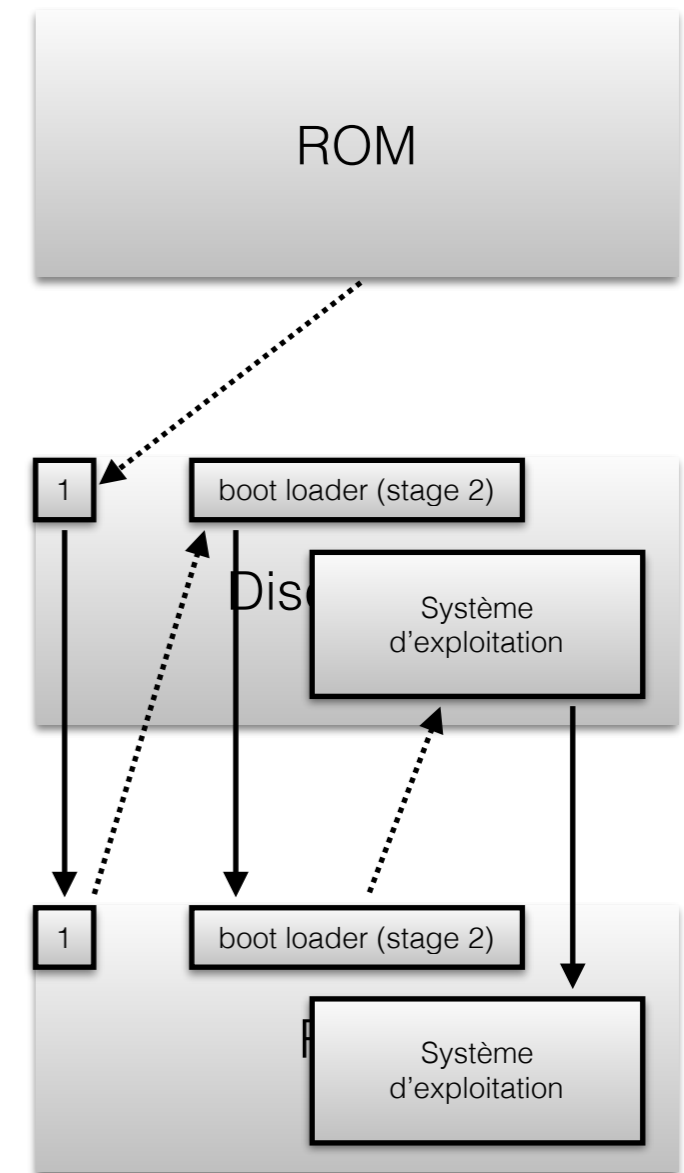 ROM
1
boot loader (stage 2)
Système
d’exploitation
1
boot loader (stage 2)
Système
d’exploitation